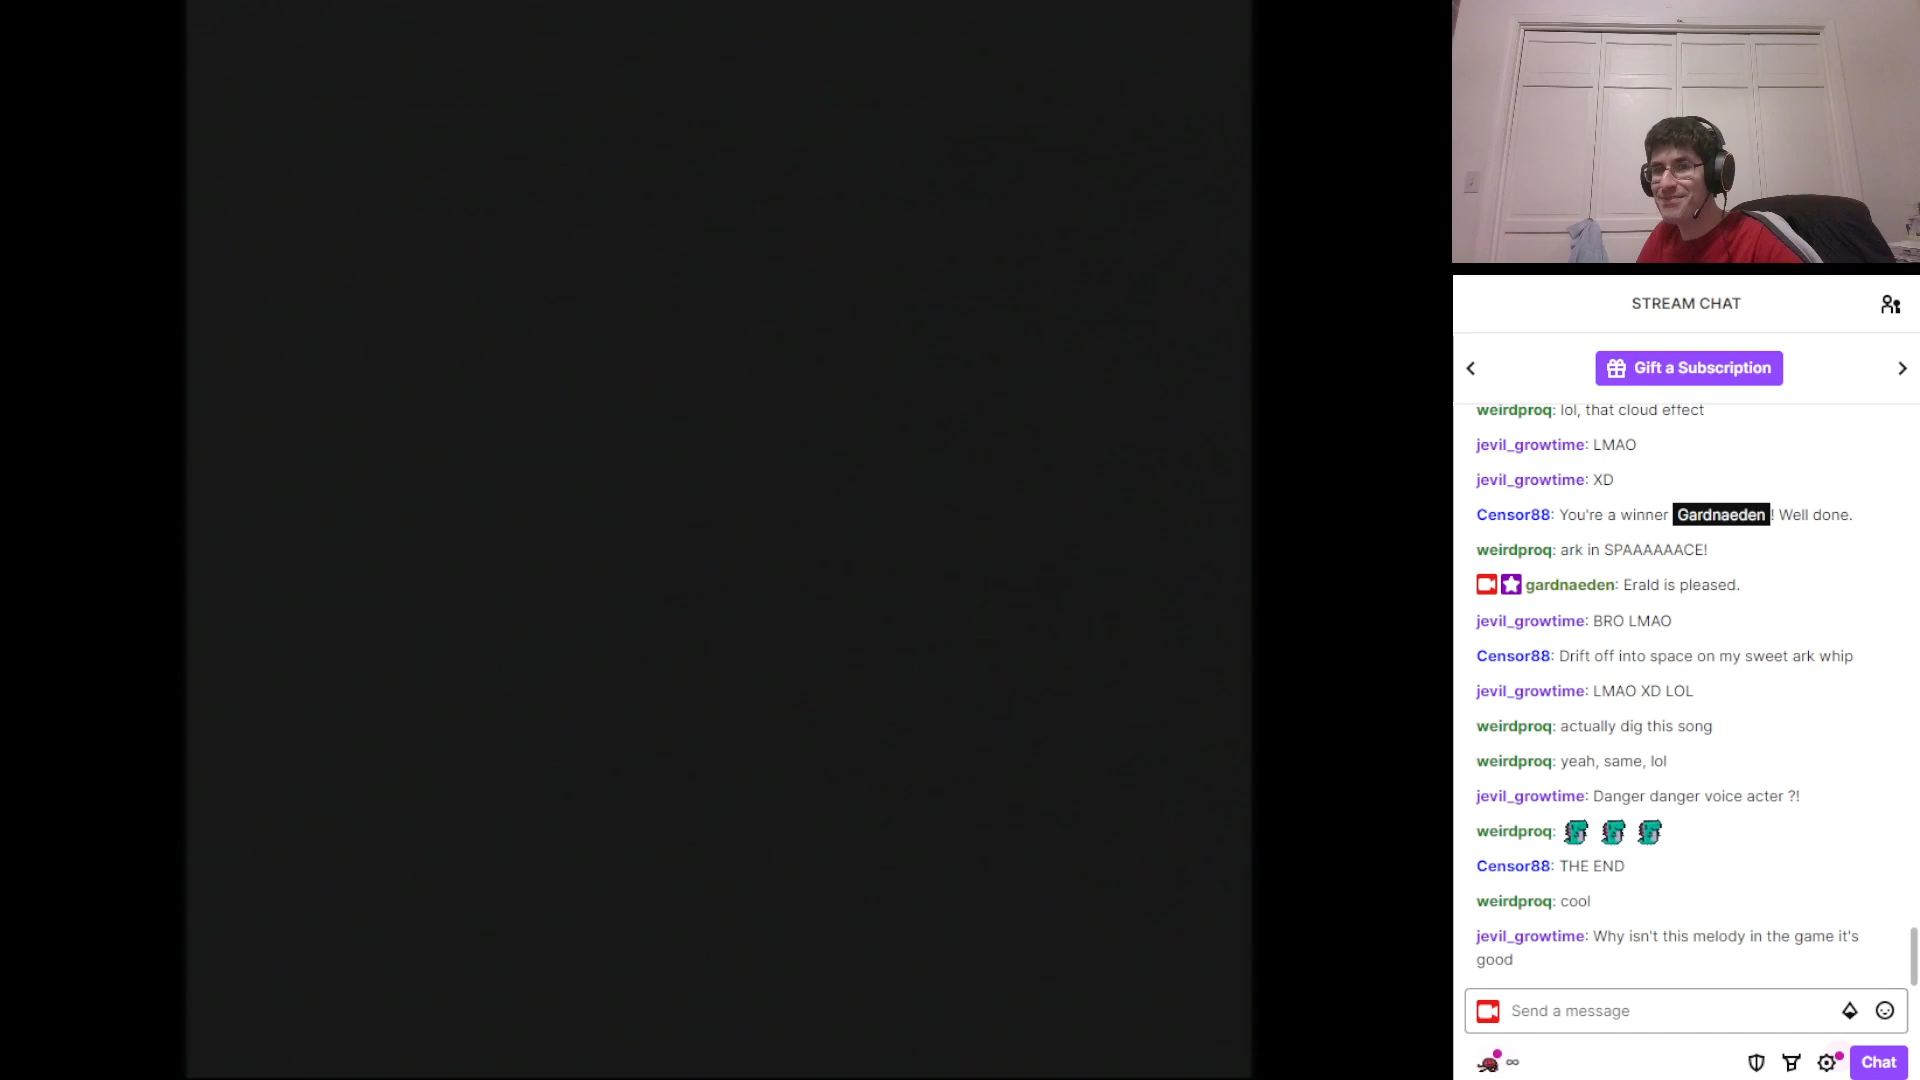 STREAM CHAT
Gift a Subscription
weirdproq: lol, that cloud effect
jevil_growtime: LMAO
jevil_growtime: XD
Censor88: You're a winner Gardnaeden! Well done.
weirdproq: ark in SPAAAAAACE!
gardnaeden: Erald is pleased.
jevil_growtime: BRO LMAO
Censor88: Drift off into space on my sweet ark whip
jevil_growtime: LMAO XD LOL
weirdproq: actually dig this song
weirdproq: yeah, same, lol
jevil_growtime: Danger danger voice acter ?!
weirdproq:
Censor88: THE END
weirdproq: cool
jevil_growtime: Why isn't this melody in the game it's
good
Send a message
∞
Chat